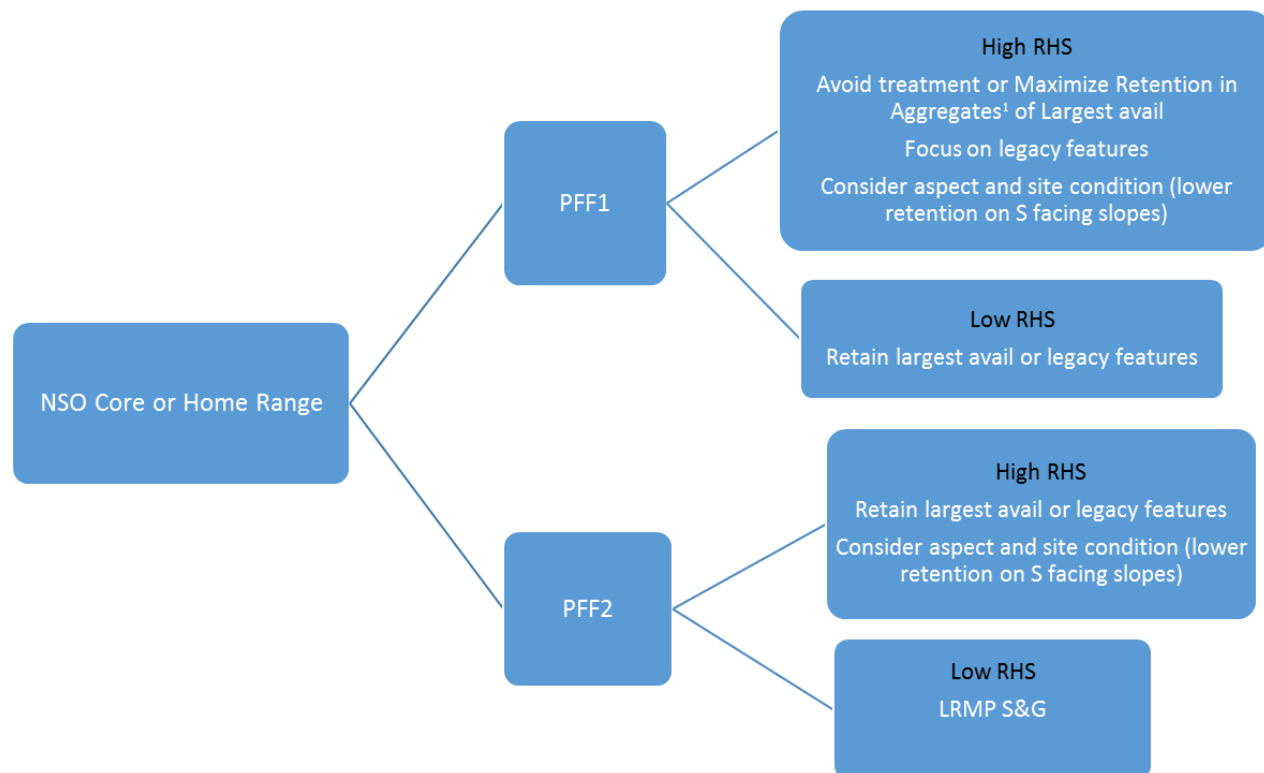 NSO Core or Home Range
PFF1
High RHS
Avoid treatment or Maximize Retention in
Aggregates¹ of Largest avail
Focus on legacy features
Consider aspect and site condition (lower
retention on S facing slopes)
Low RHS
Retain largest avail or legacy features
PFF2
High RHS
Retain largest avail or legacy features
Consider aspect and site condition (lower
retention on S facing slopes)
Low RHS
LRMP S&G